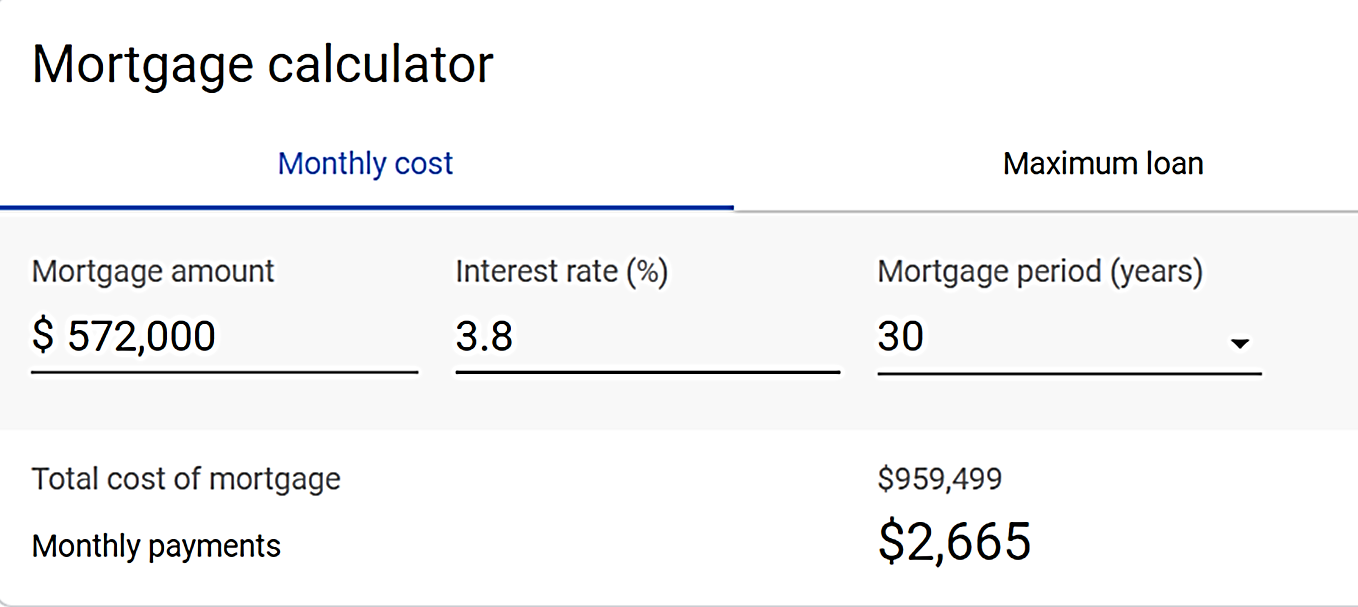 Mortgage calculator
Monthly cost Maximum loan
Mortgage amount Interest rate (%) Mortgage period (years)
$ 572,000 3.8 30
Total cost of mortgage $959,499
Monthly payments $2,665